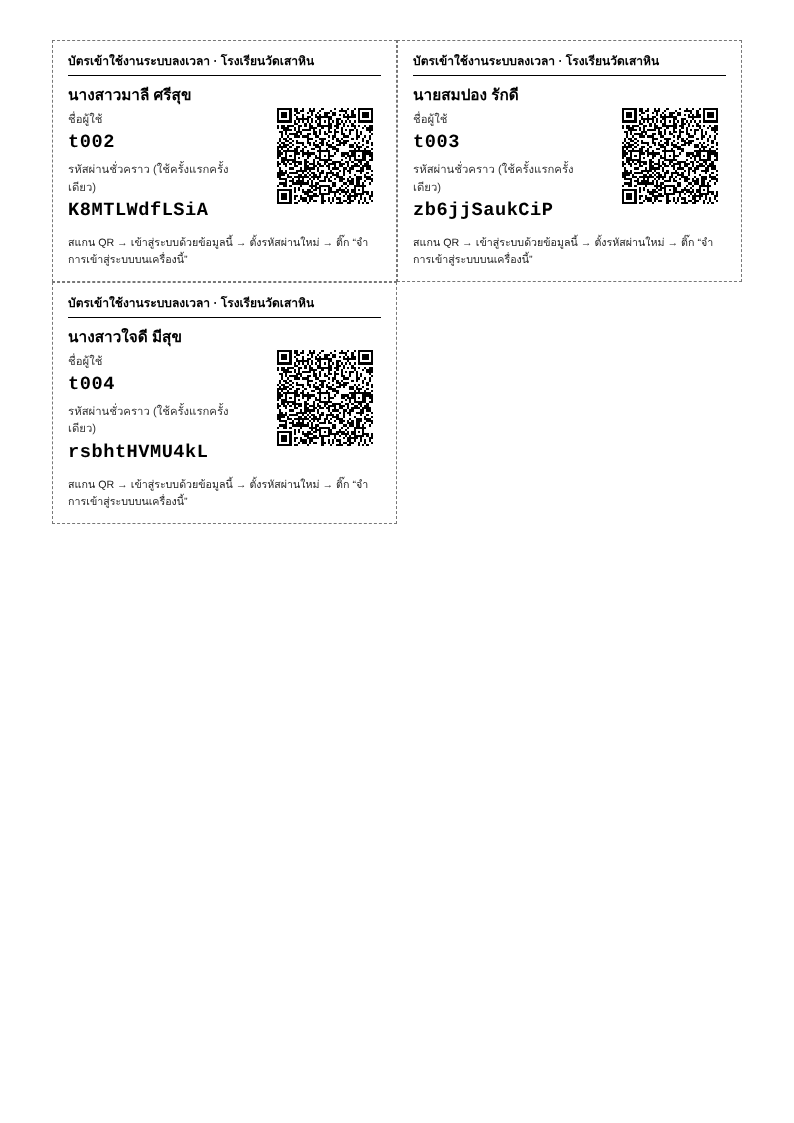 บัตรเข้าใช้งานระบบลงเวลา · โรงเรียนวัดเสาหิน
นางสาวมาลี ศรีสุข
ชื่อผู้ใช้
t002
รหัสผ่านชั่วคราว (ใช้ครั้งแรกครั้ง
เดียว)
K8MTLWdfLSiA
สแกน QR → เข้าสู่ระบบด้วยข้อมูลนี้ → ตั้งรหัสผ่านใหม่ → ติ๊ก “จำ
การเข้าสู่ระบบบนเครื่องนี้”
บัตรเข้าใช้งานระบบลงเวลา · โรงเรียนวัดเสาหิน
นายสมปอง รักดี
ชื่อผู้ใช้
t003
รหัสผ่านชั่วคราว (ใช้ครั้งแรกครั้ง
เดียว)
zb6jjSaukCiP
สแกน QR → เข้าสู่ระบบด้วยข้อมูลนี้ → ตั้งรหัสผ่านใหม่ → ติ๊ก “จำ
การเข้าสู่ระบบบนเครื่องนี้”
บัตรเข้าใช้งานระบบลงเวลา · โรงเรียนวัดเสาหิน
นางสาวใจดี มีสุข
ชื่อผู้ใช้
t004
รหัสผ่านชั่วคราว (ใช้ครั้งแรกครั้ง
เดียว)
rsbhtHVMU4kL
สแกน QR → เข้าสู่ระบบด้วยข้อมูลนี้ → ตั้งรหัสผ่านใหม่ → ติ๊ก “จำ
การเข้าสู่ระบบบนเครื่องนี้”